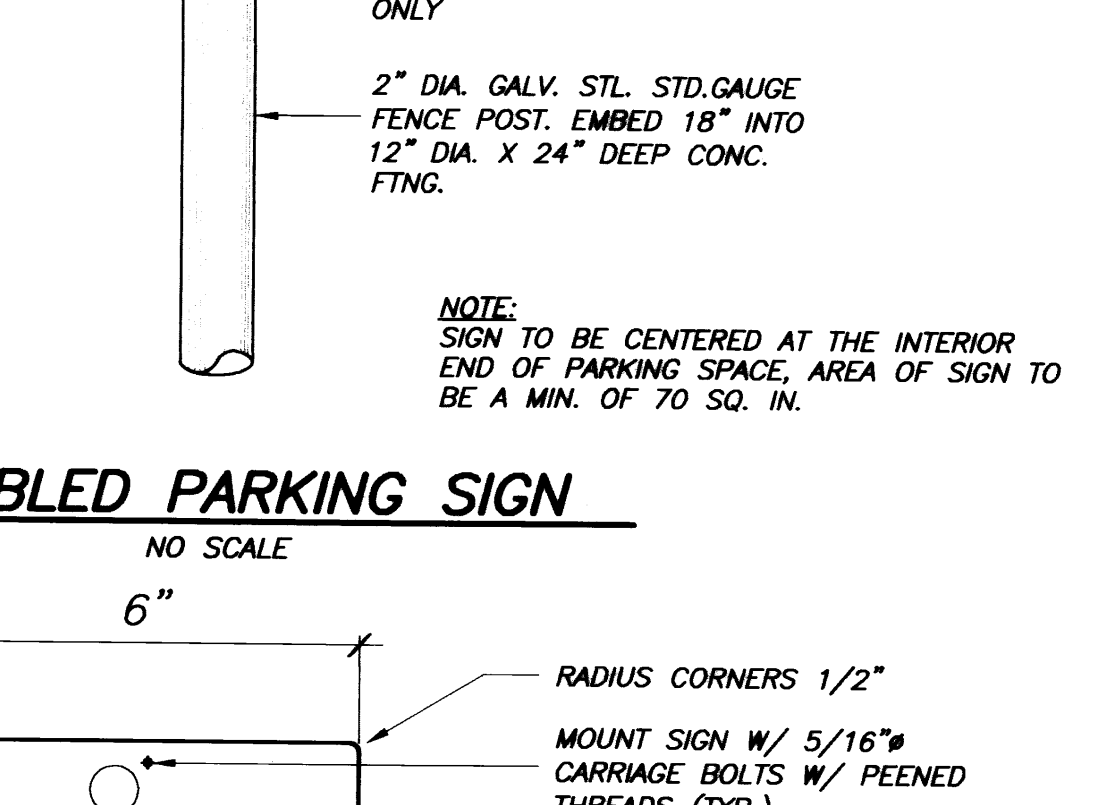 ONLY
2" DIA. GALV. STL. STD.GAUGE
FENCE POST. EMBED 18" INTO
12" DIA. X 24" DEEP CONC.
FTNG.
NOTE:
SIGN TO BE CENTERED AT THE INTERIOR
END OF PARKING SPACE, AREA OF SIGN TO
BE A MIN. OF 70 SQ. IN.
BLED PARKING SIGN
NO SCALE
6"
RADIUS CORNERS 1/2"
MOUNT SIGN W/ 5/16"ø
CARRIAGE BOLTS W/ PEENED
THREADS (TYP.)